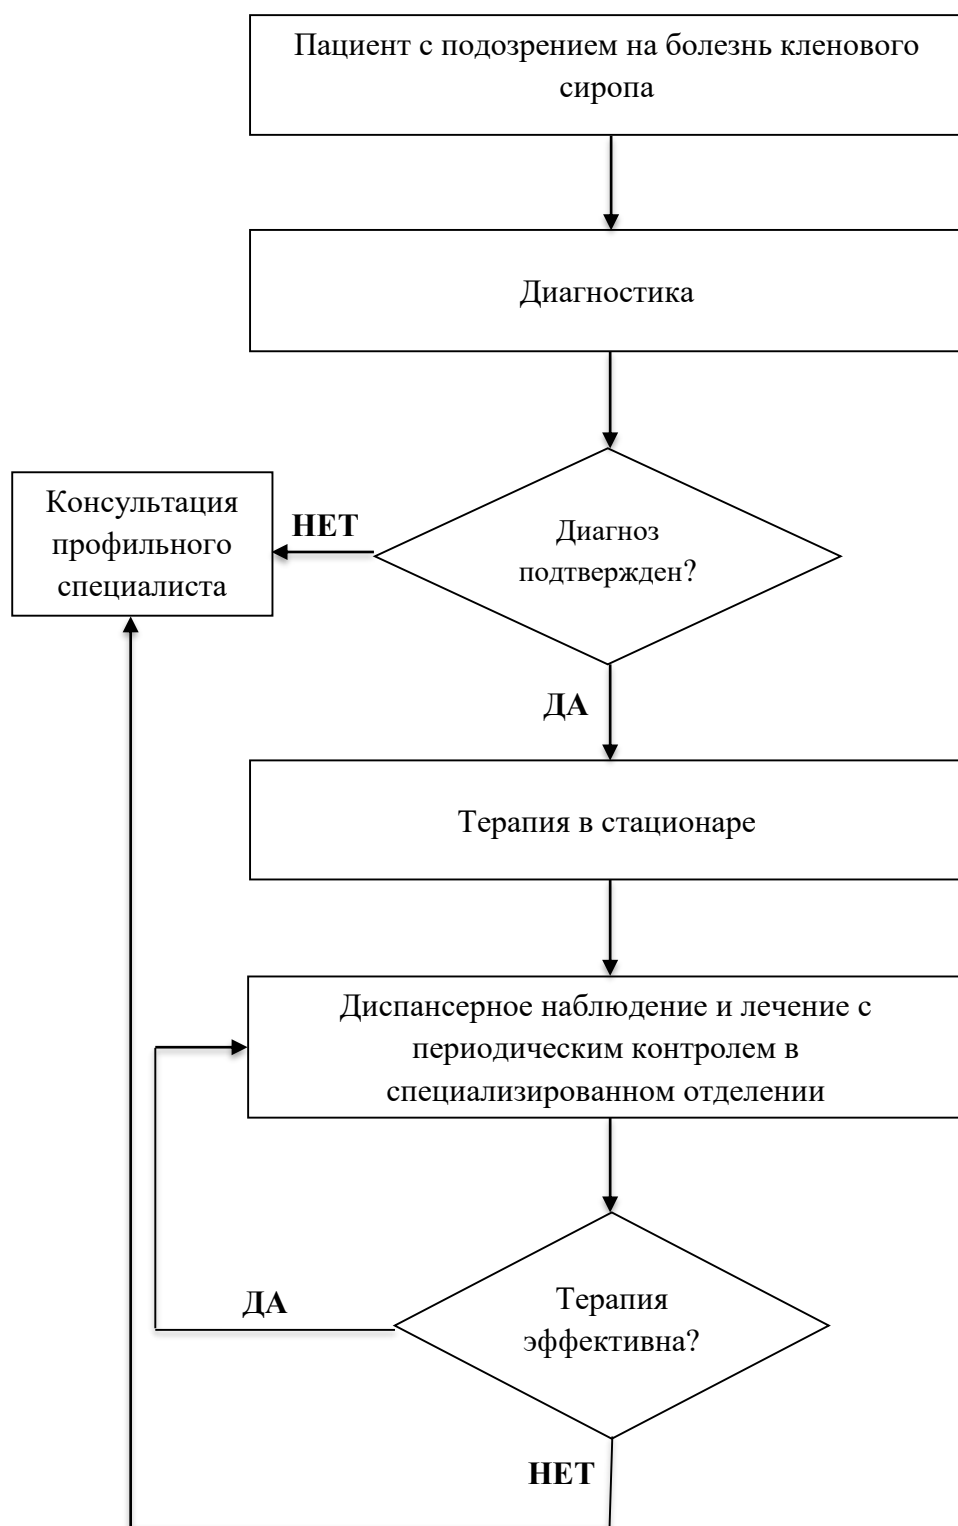 Пациент с подозрением на болезнь кленового
сиропа
Диагностика
Консультация
профильного
специалиста
НЕТ
Диагноз
подтвержден?
ДА
Терапия в стационаре
Диспансерное наблюдение и лечение с
периодическим контролем в
специализированном отделении
ДА
Терапия
эффективна?
НЕТ